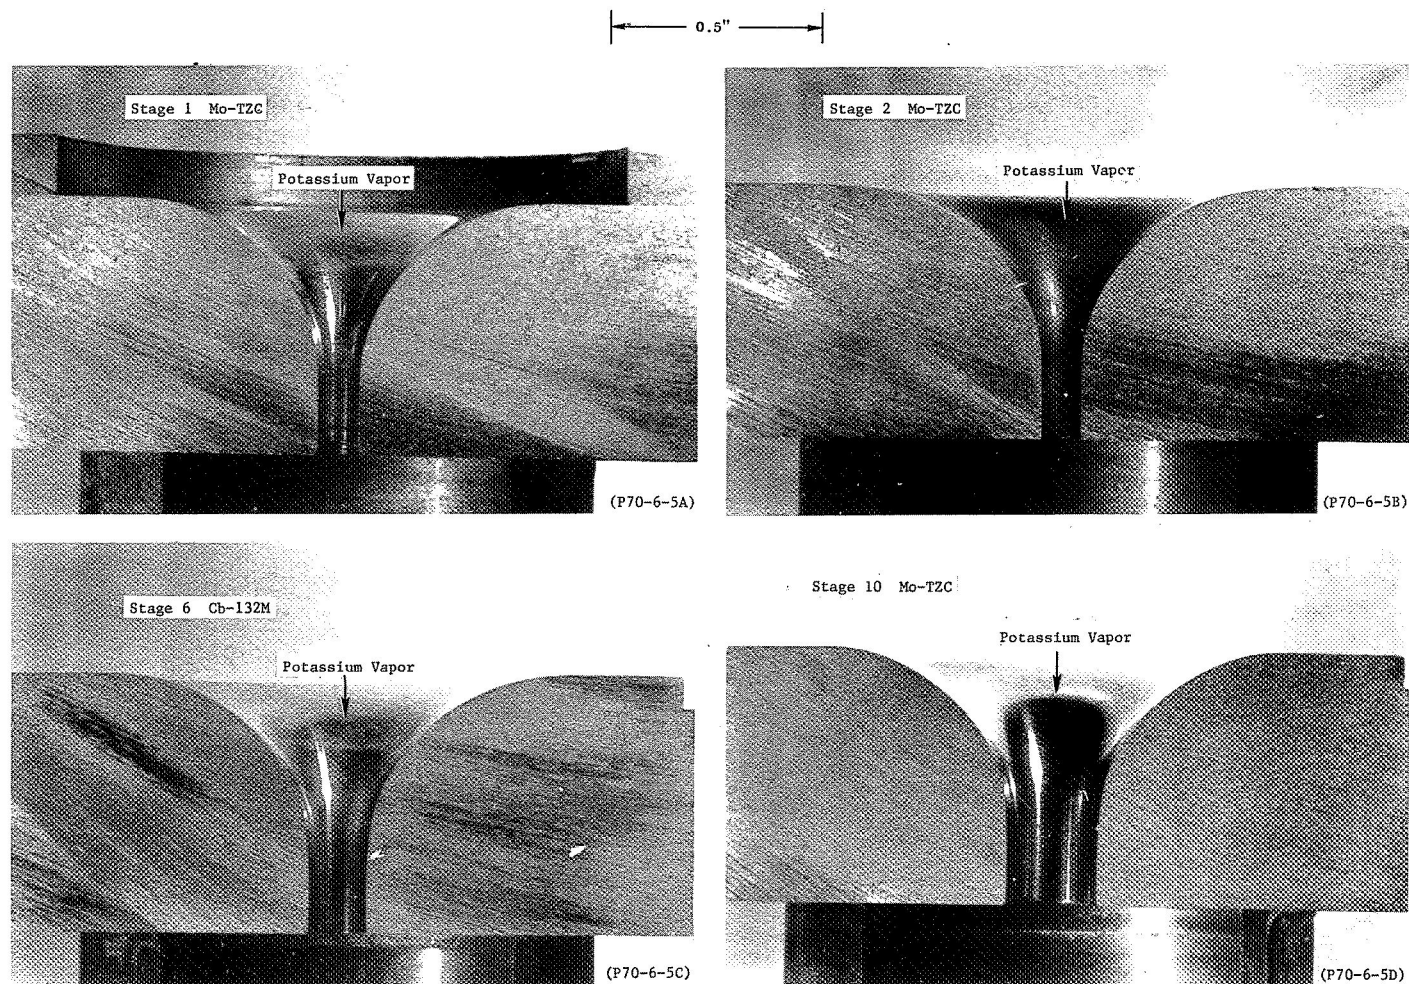 0.5"
Stage 1 Mo-TZC
Potassium Vapor
(P70-6-5A)
Stage 2 Mo-TZC
Potassium Vapor
(P70-6-5B)
Stage 6 Cb-132M
Potassium Vapor
(P70-6-5C)
Stage 10 Mo-TZC
Potassium Vapor
(P70-6-5D)